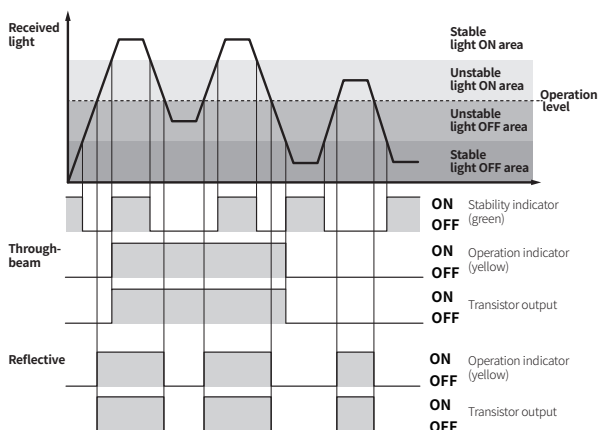 Received
light
Stable
light ON area
Unstable
light ON area
Operation
level
Unstable
light OFF area
Stable
light OFF area
ON
OFF
Stability indicator
(green)
Through-
beam
ON
OFF
Operation indicator
(yellow)
ON
OFF
Transistor output
Reflective
ON
OFF
Operation indicator
(yellow)
ON
OFF
Transistor output